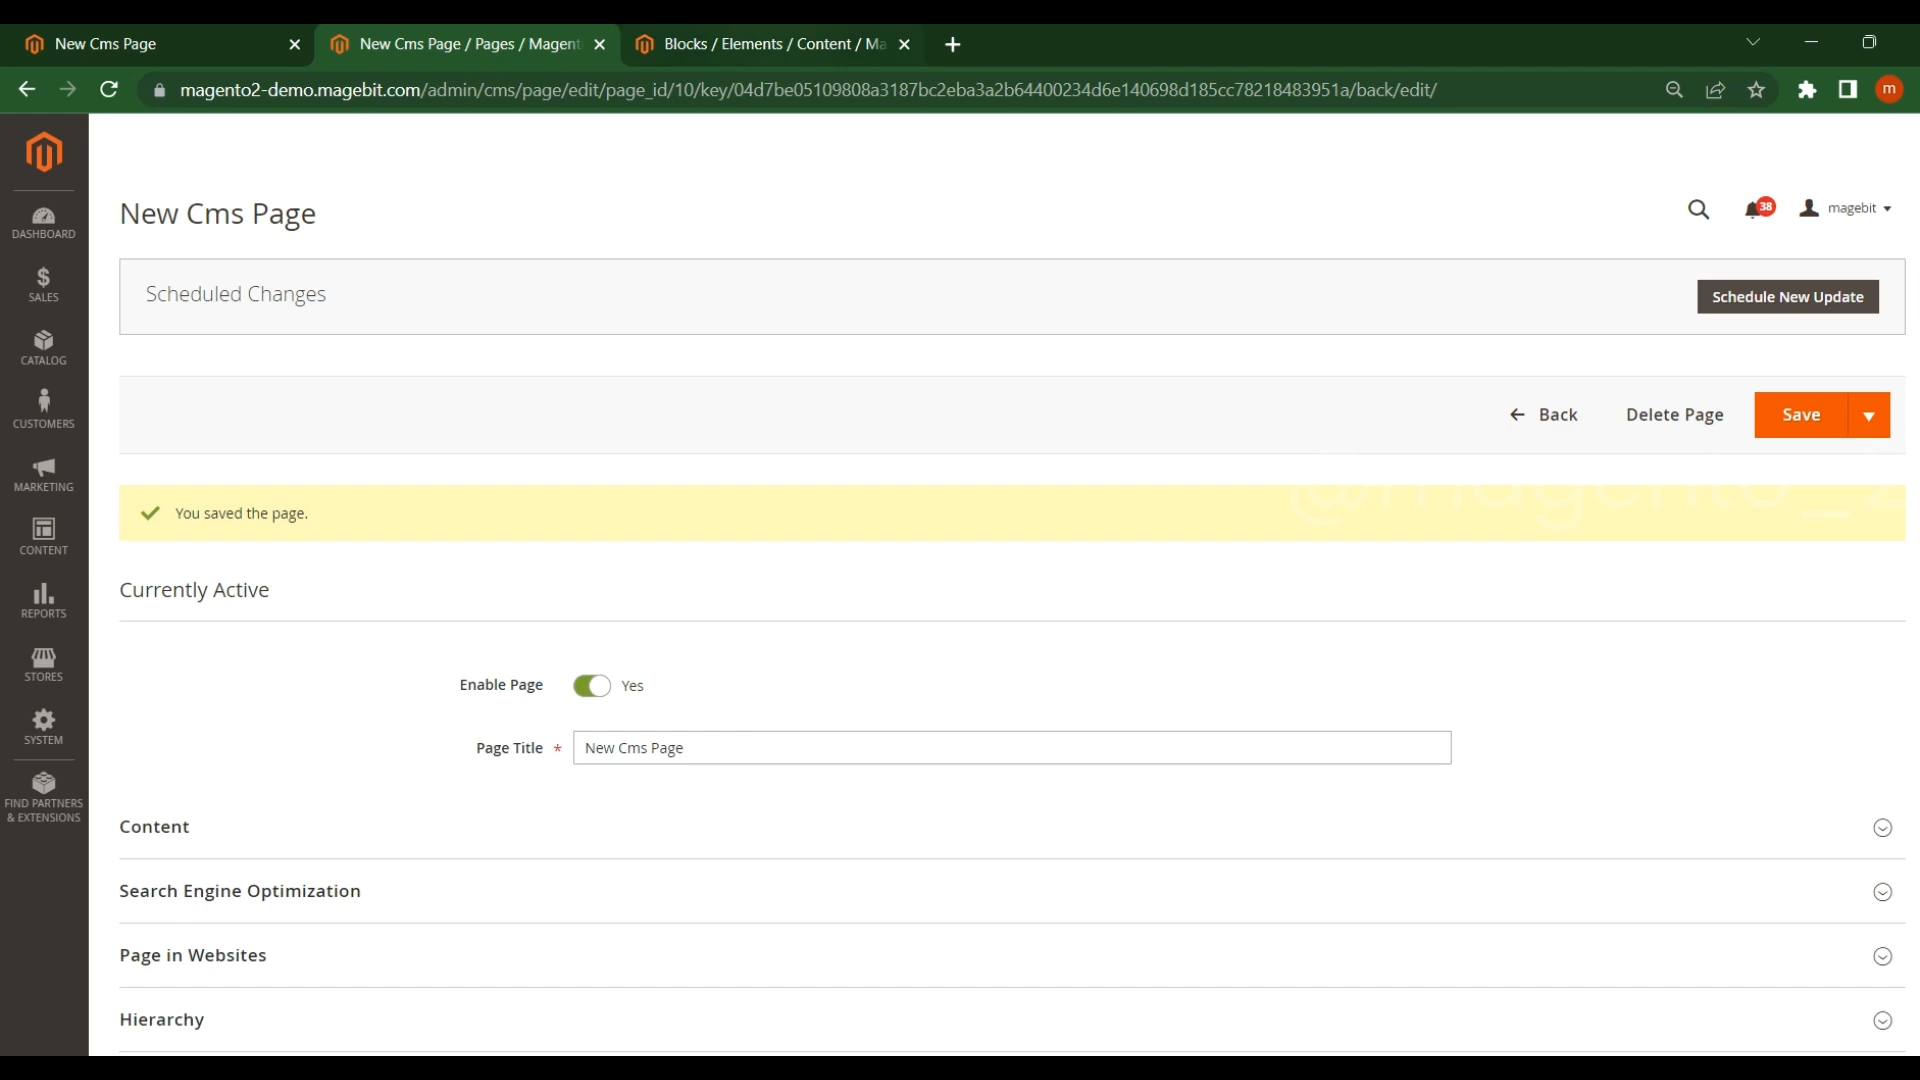 New Cms Page
New Cms Page / Pages / Magent
Blocks / Elements / Content / Ma
magento2-demo.magebit.com/admin/cms/page/edit/page_id/10/key/04d7be05109808a3187bc2eba3a2b64400234d6e140698d185cc78218483951a/back/edit/
m
New Cms Page
38
magebit
DASHBOARD
SALES
CATALOG
CUSTOMERS
MARKETING
CONTENT
REPORTS
STORES
SYSTEM
FIND PARTNERS
& EXTENSIONS
Scheduled Changes
Schedule New Update
Back
Delete Page
Save
You saved the page.
Currently Active
Enable Page
Yes
Page Title *
New Cms Page
Content
Search Engine Optimization
Page in Websites
Hierarchy